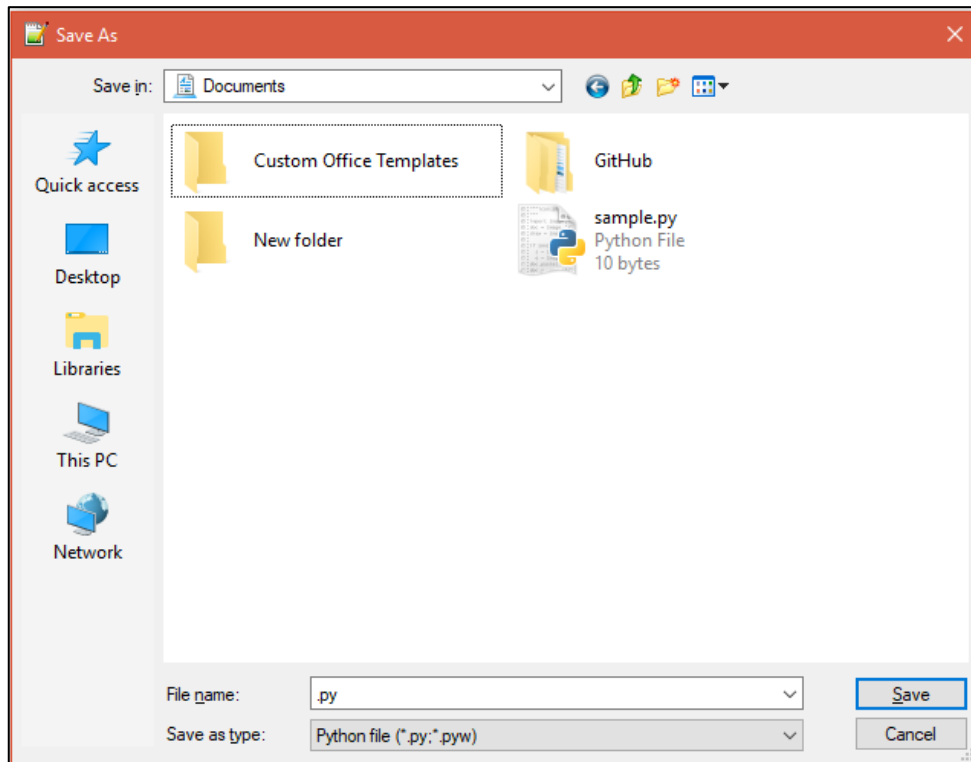 Save As
Save in: Documents
Quick access
Desktop
Libraries
This PC
Network
Custom Office Templates
GitHub
New folder
sample.py
Python File
10 bytes
File name: .py
Save
Save as type: Python file (*.py;*.pyw)
Cancel